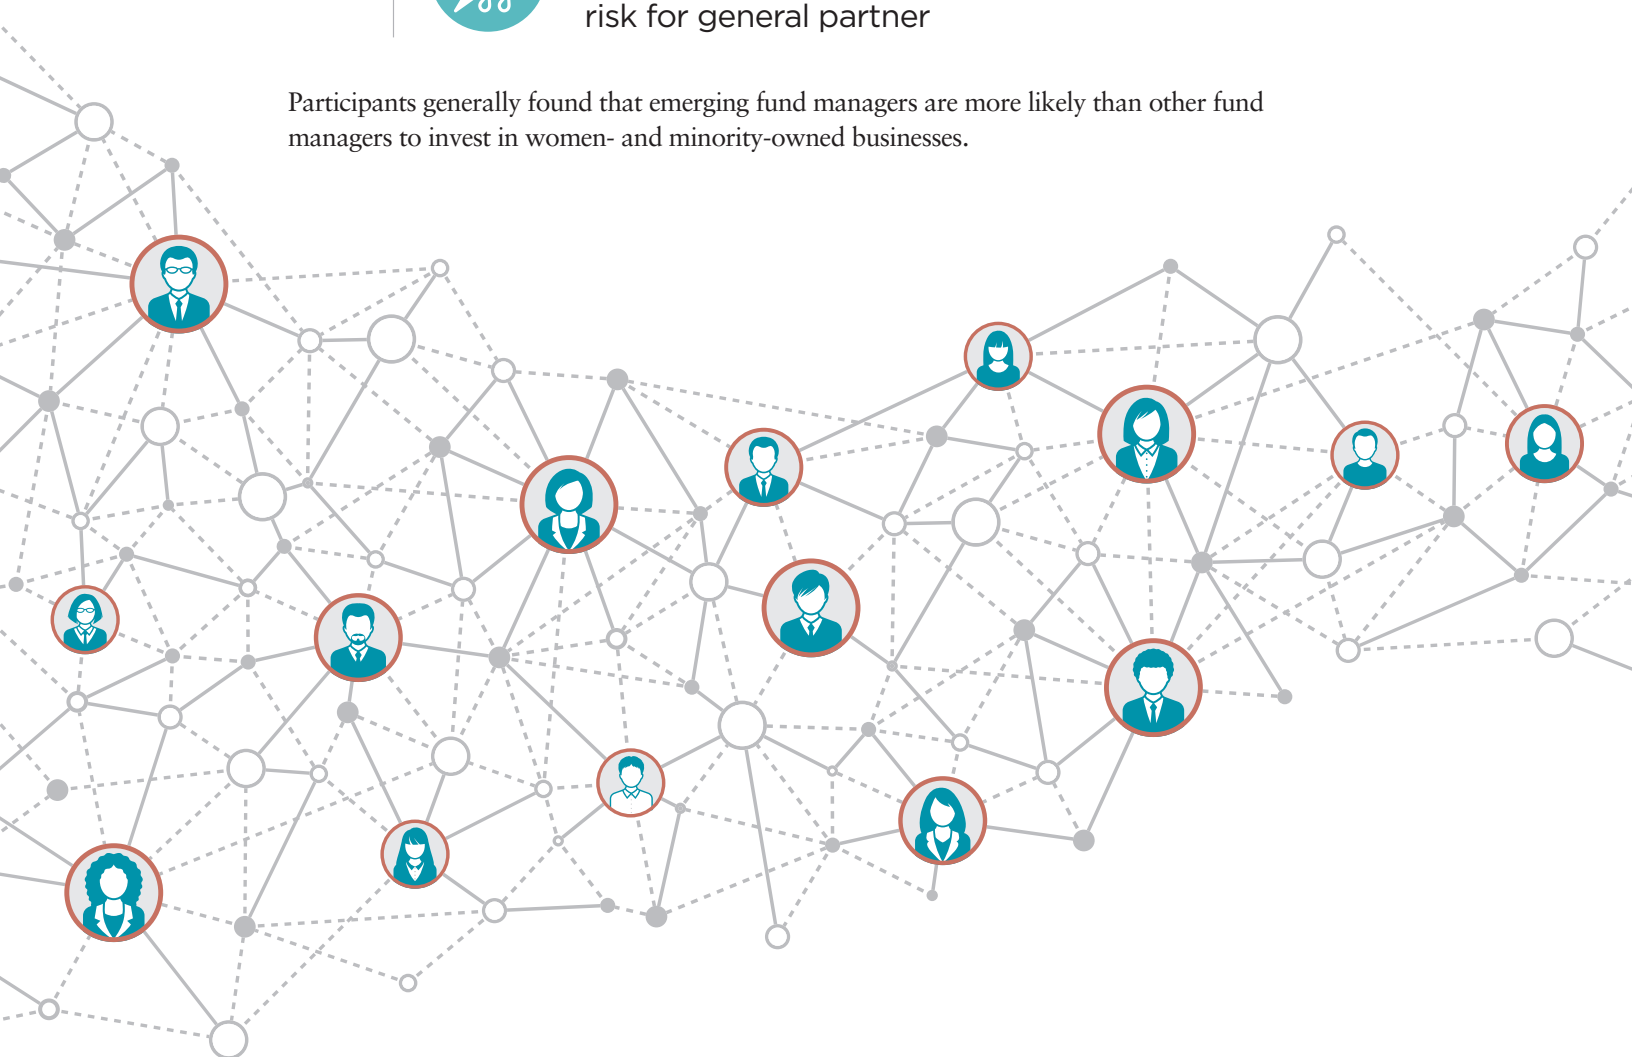 risk for general partner
Participants generally found that emerging fund managers are more likely than other fund
managers to invest in women- and minority-owned businesses.